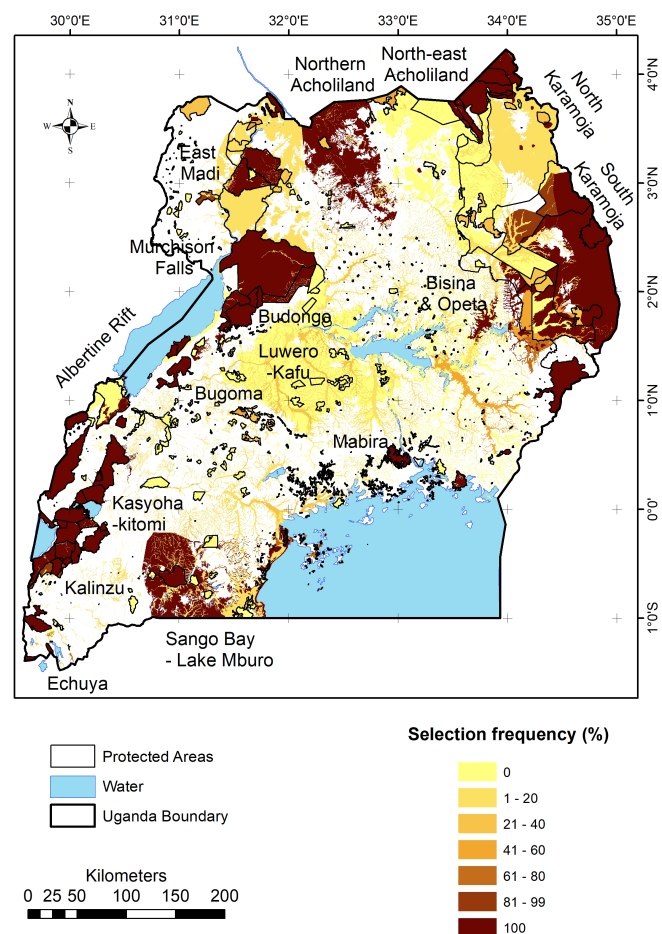 30°0'E 31°0'E 32°0'E 33°0'E 34°0'E 35°0'E
North-east
Acholiland
Northern
Acholiland
4°0'N
North
Karamoja
N
W E
S
East
Madi
3°0'N
South
Karamoja
Murchison
Falls
2°0'N
Bisina
& Opeta
Budongo
Albertine Rift
Luwero
-Kafu
Bugoma
1°0'N
Mabira
Kasyoha
-kitomi
0°0'
Kalinzu
1°0'S
Sango Bay
- Lake Mburo
Echuya
Selection frequency (%)
Protected Areas
Water
Uganda Boundary
0
1 - 20
21 - 40
41 - 60
61 - 80
81 - 99
100
Kilometers
0 25 50 100 150 200